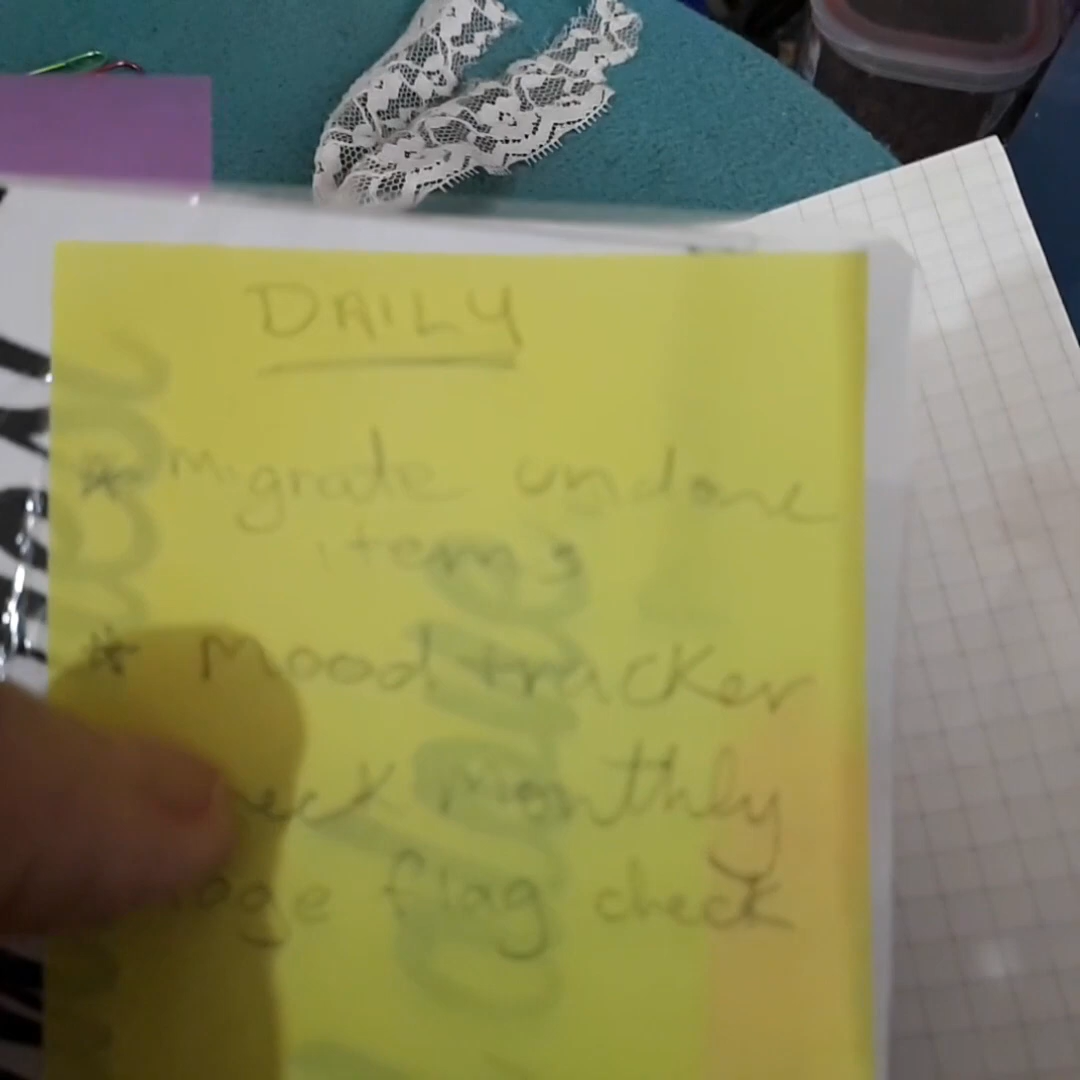 DAILY
* Migrate undone
items
* Mood tracker
monthly
flag check